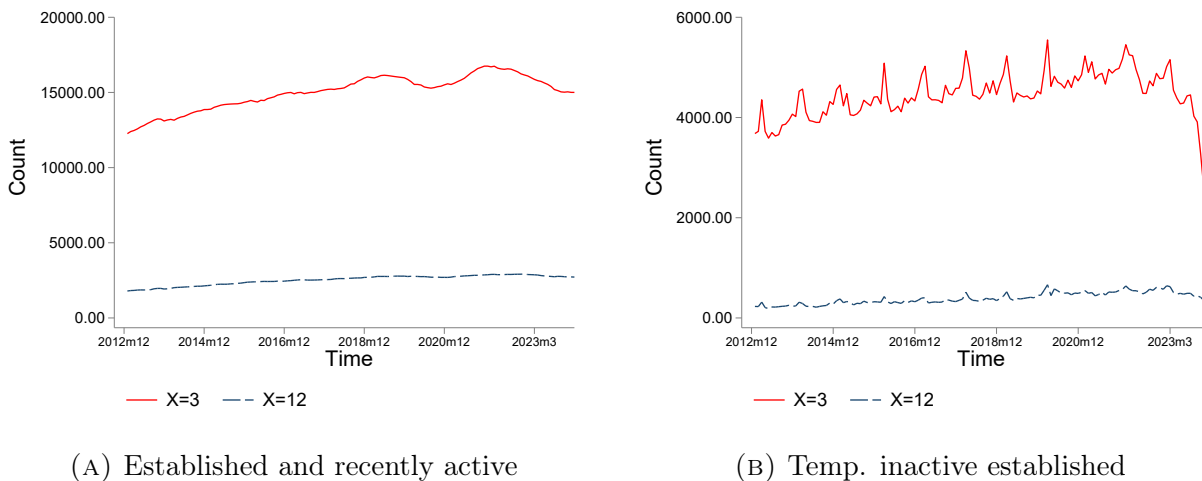 20000.00
15000.00
10000.00
5000.00
0.00
Count
2012m12 2014m12 2016m12 2018m12 2020m12 2023m3
Time
X=3 X=12
(A) Established and recently active
6000.00
4000.00
2000.00
0.00
Count
2012m12 2014m12 2016m12 2018m12 2020m12 2023m3
Time
X=3 X=12
(B) Temp. inactive established